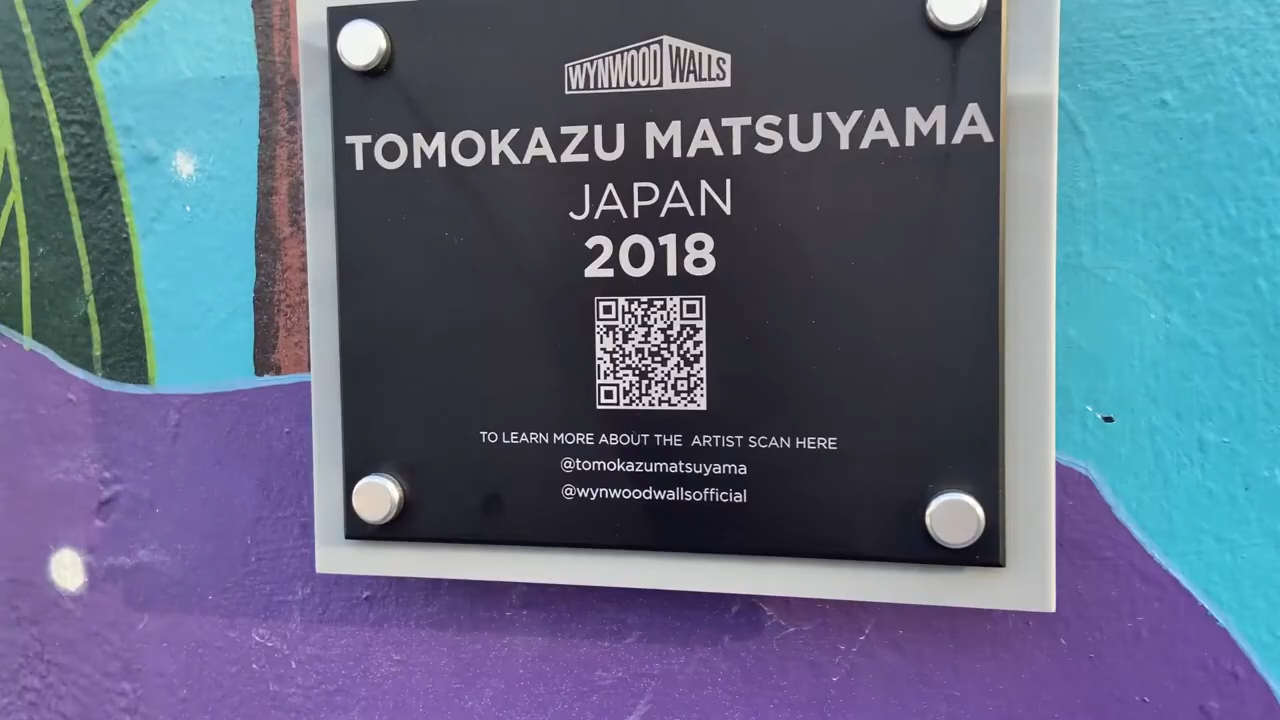 WYNWOOD WALLS
TOMOKAZU MATSUYAMA
JAPAN
2018
TO LEARN MORE ABOUT THE ARTIST SCAN HERE
@tomokazumatsuyama
@wynwoodwallsofficial